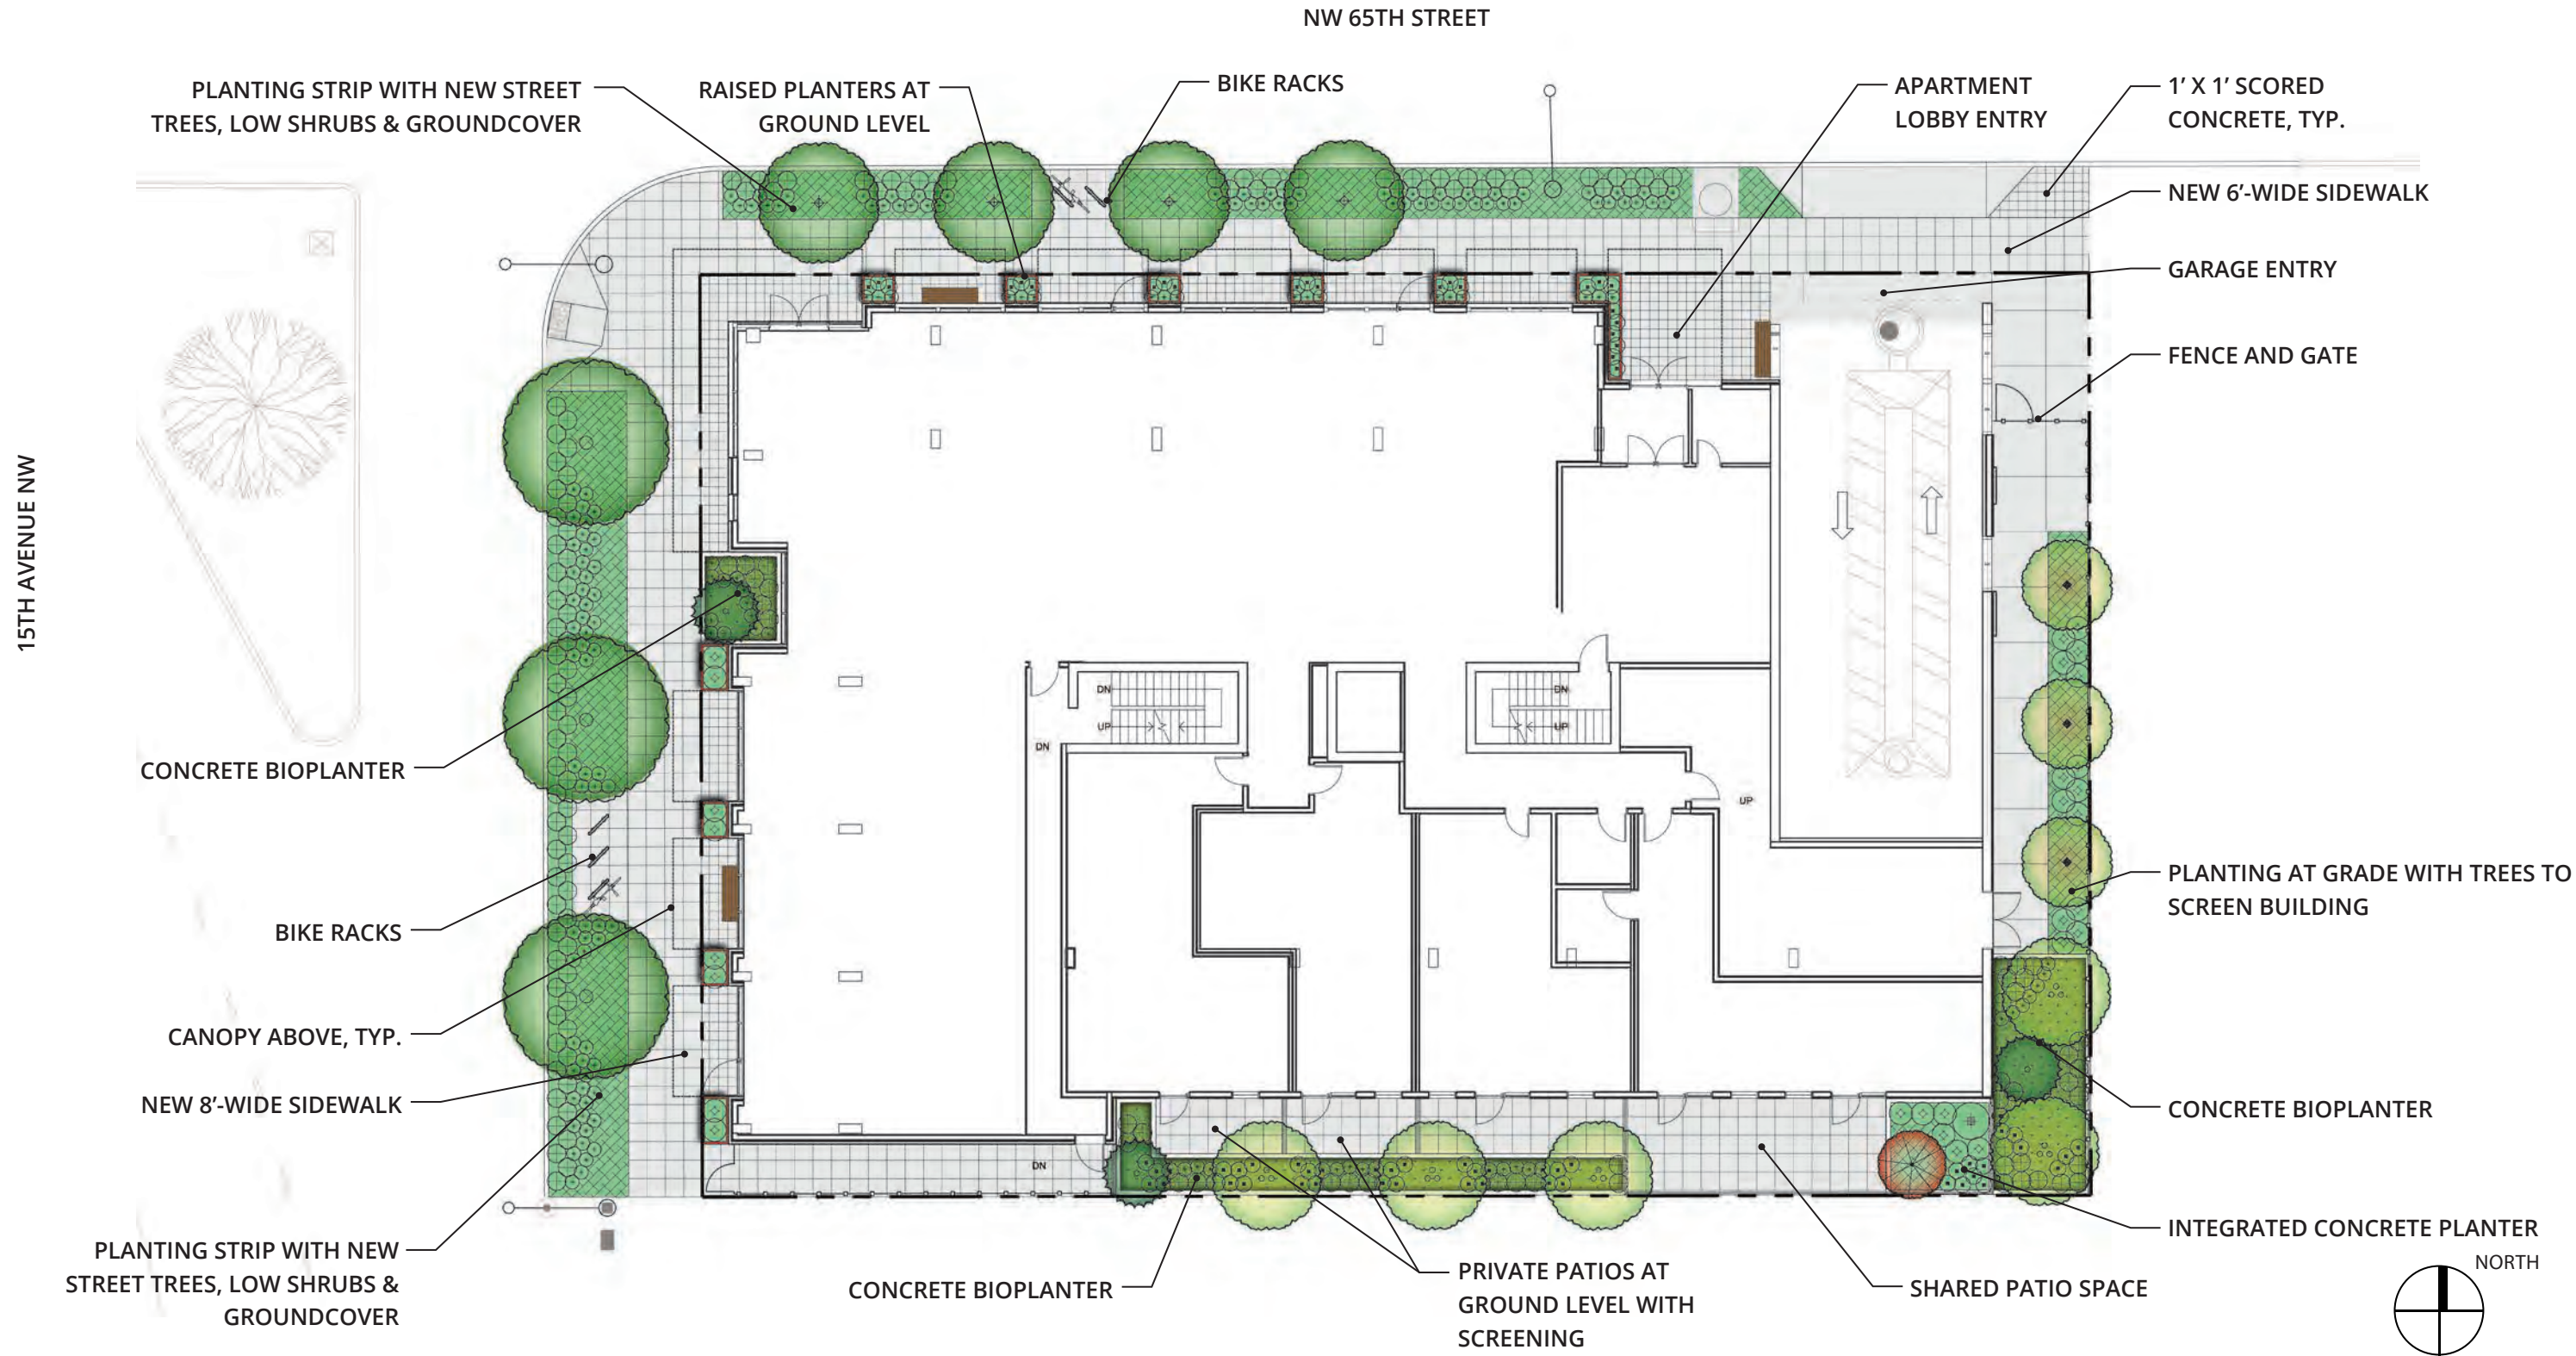 NW 65TH STREET
PLANTING STRIP WITH NEW STREET
TREES, LOW SHRUBS & GROUNDCOVER
RAISED PLANTERS AT
GROUND LEVEL
BIKE RACKS
APARTMENT
LOBBY ENTRY
1’ X 1’ SCORED
CONCRETE, TYP.
NEW 6’-WIDE SIDEWALK
GARAGE ENTRY
FENCE AND GATE
15TH AVENUE NW
DN
UP
DN
DN
UP
UP
CONCRETE BIOPLANTER
BIKE RACKS
CANOPY ABOVE, TYP.
NEW 8’-WIDE SIDEWALK
PLANTING STRIP WITH NEW
STREET TREES, LOW SHRUBS &
GROUNDCOVER
DN
CONCRETE BIOPLANTER
PRIVATE PATIOS AT
GROUND LEVEL WITH
SCREENING
SHARED PATIO SPACE
PLANTING AT GRADE WITH TREES TO
SCREEN BUILDING
CONCRETE BIOPLANTER
INTEGRATED CONCRETE PLANTER
NORTH